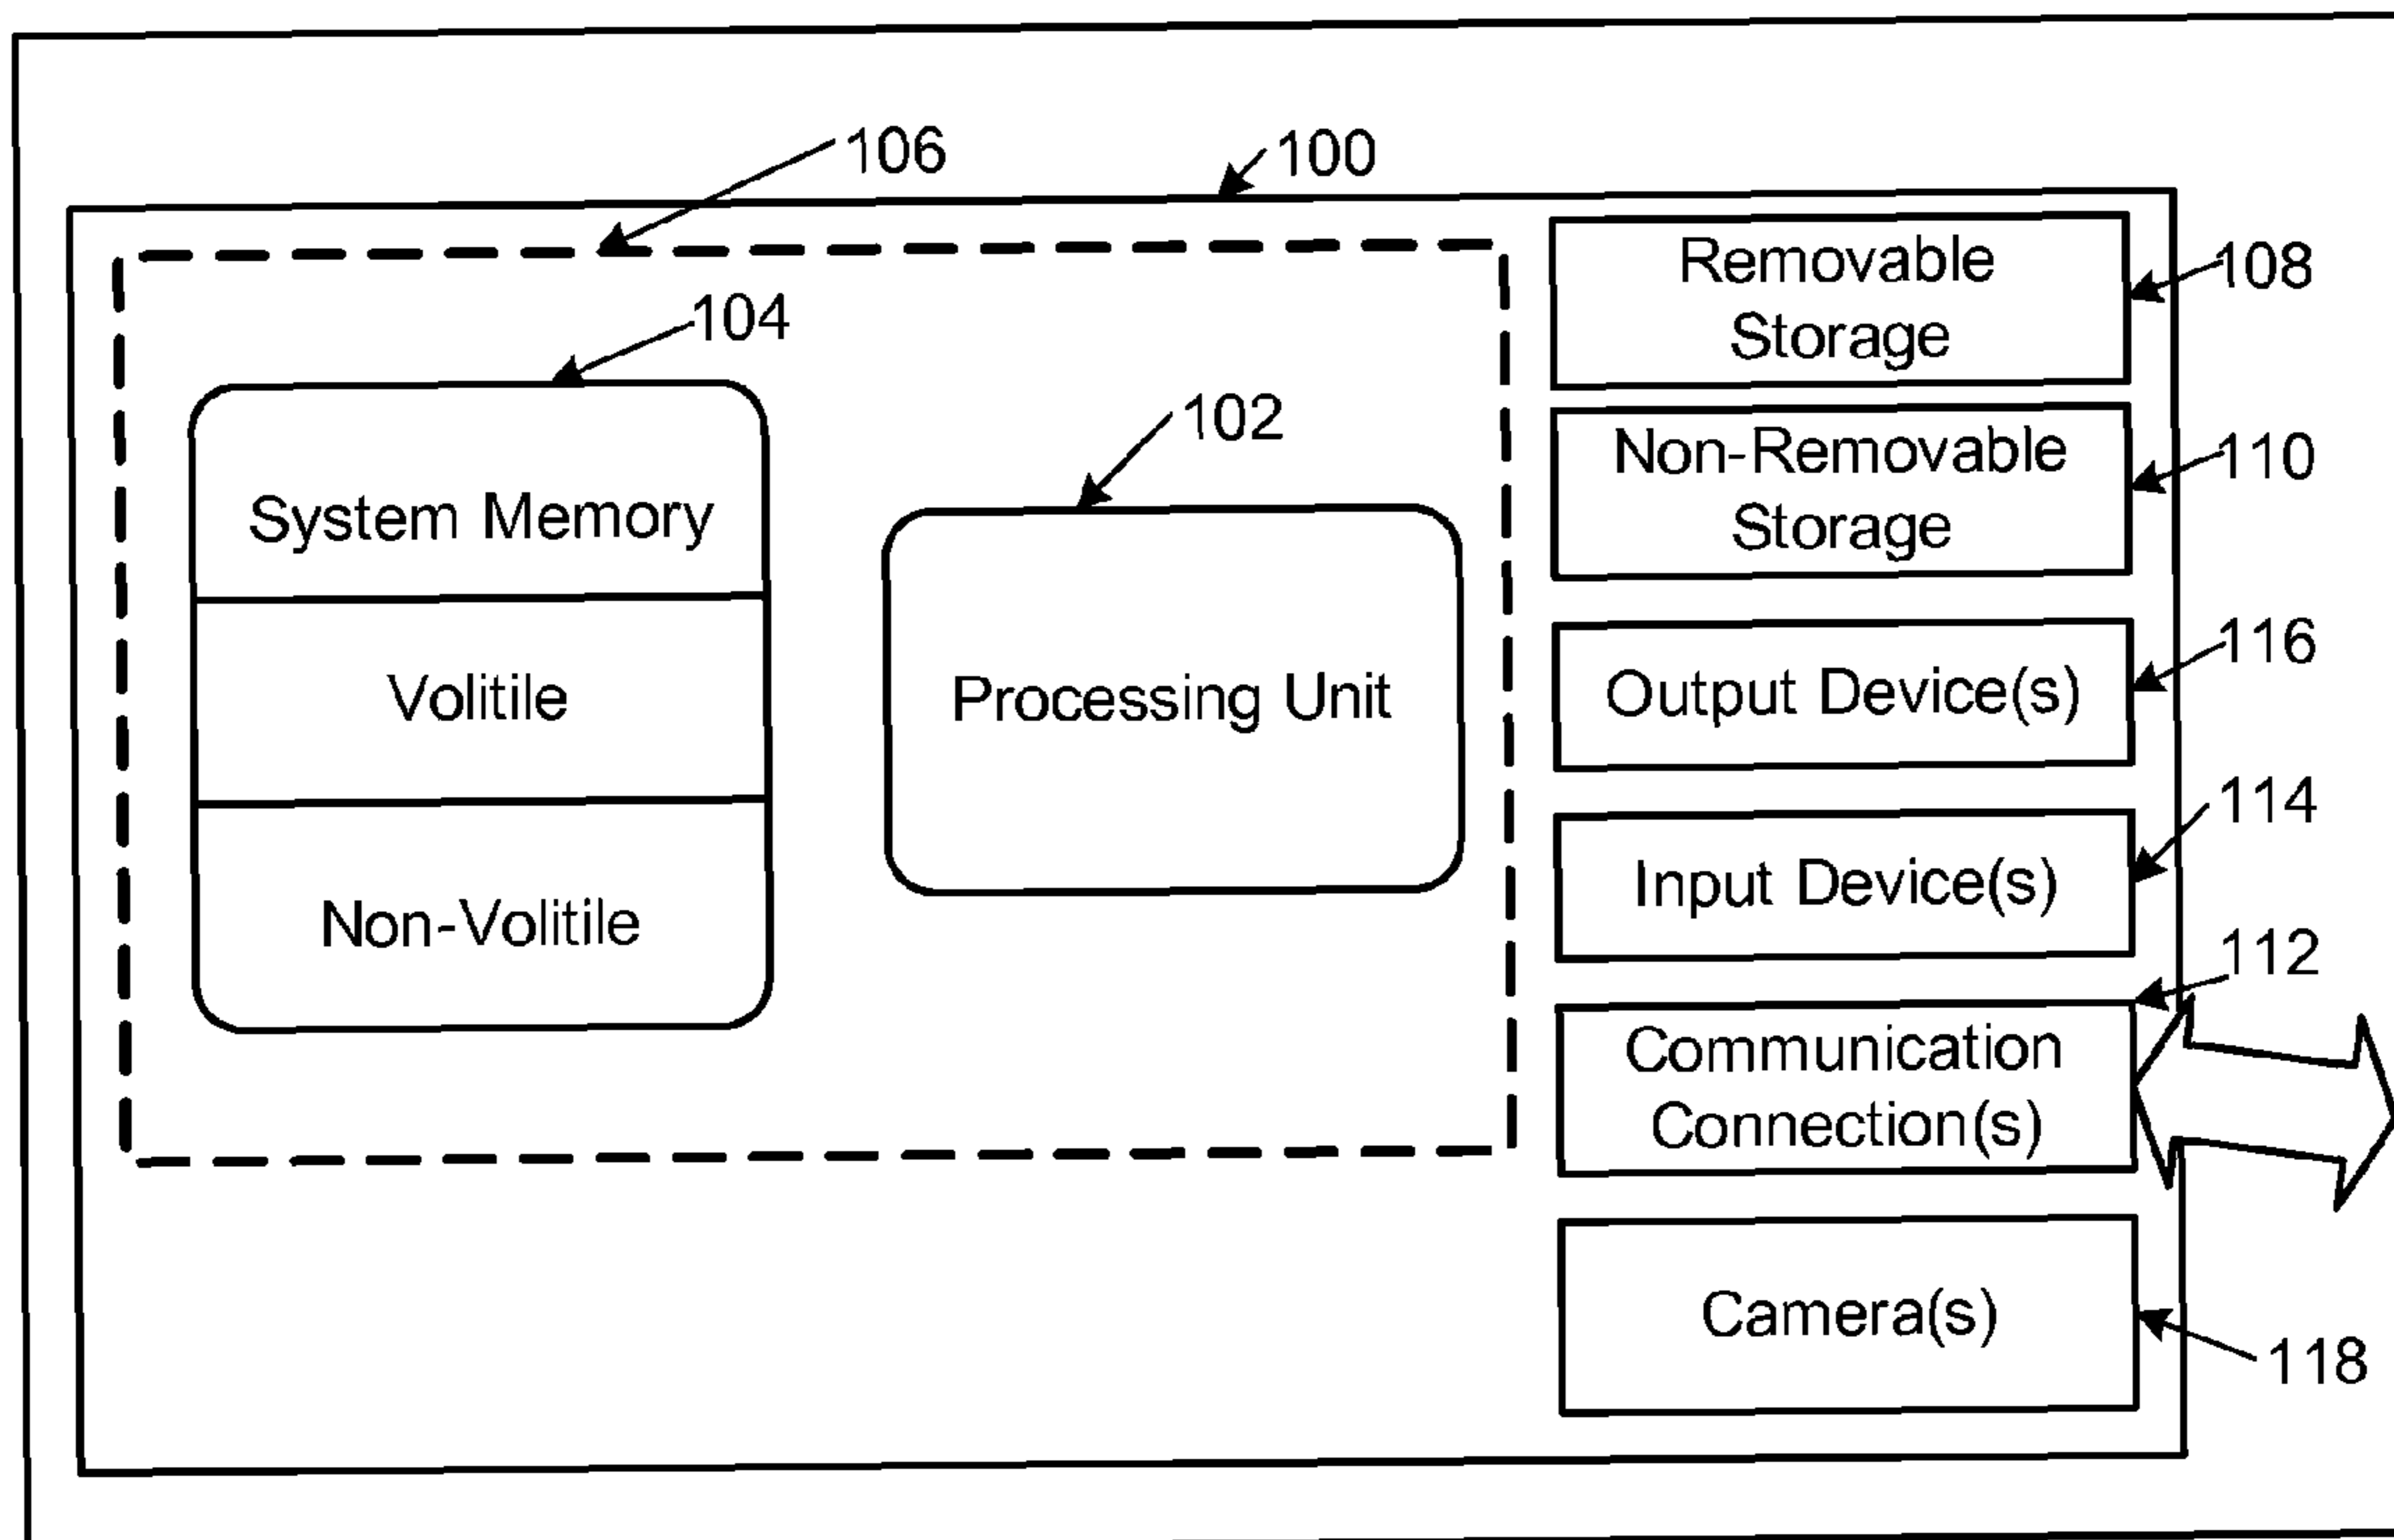 106
100
Removable
Storage
108
104
102
Non-Removable
Storage
110
System Memory
Volitile
Non-Volitile
Processing Unit
Output Device(s)
116
Input Device(s)
114
112
Communication
Connection(s)
Camera(s)
118